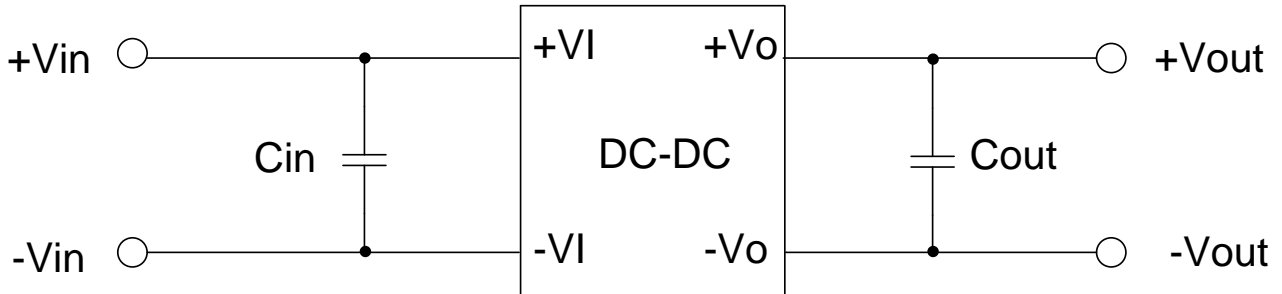 +Vin
+VI
+Vo
+Vout
Cin
DC-DC
Cout
-Vin
-VI
-Vo
-Vout